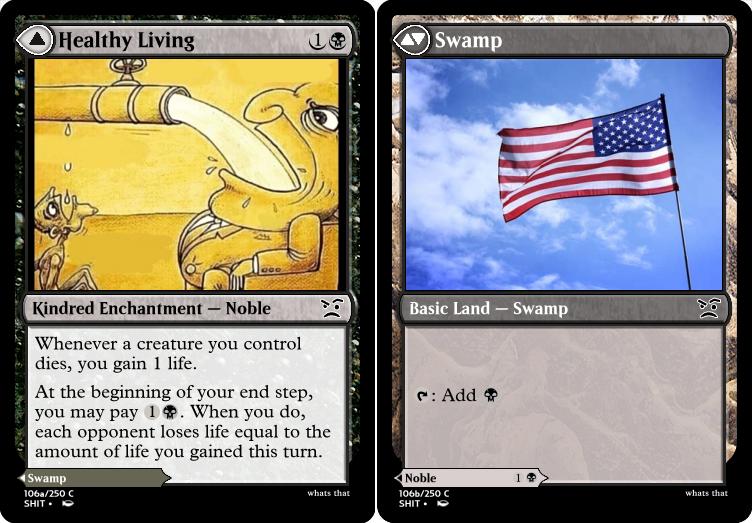 Healthy Living 1
Kindred Enchantment — Noble
Whenever a creature you control
dies, you gain 1 life.
At the beginning of your end step,
you may pay 1. When you do,
each opponent loses life equal to the
amount of life you gained this turn.
Swamp
106a/250 C
SHIT •
whats that
Swamp
Basic Land — Swamp
: Add
Noble 1
106b/250 C
SHIT •
whats that